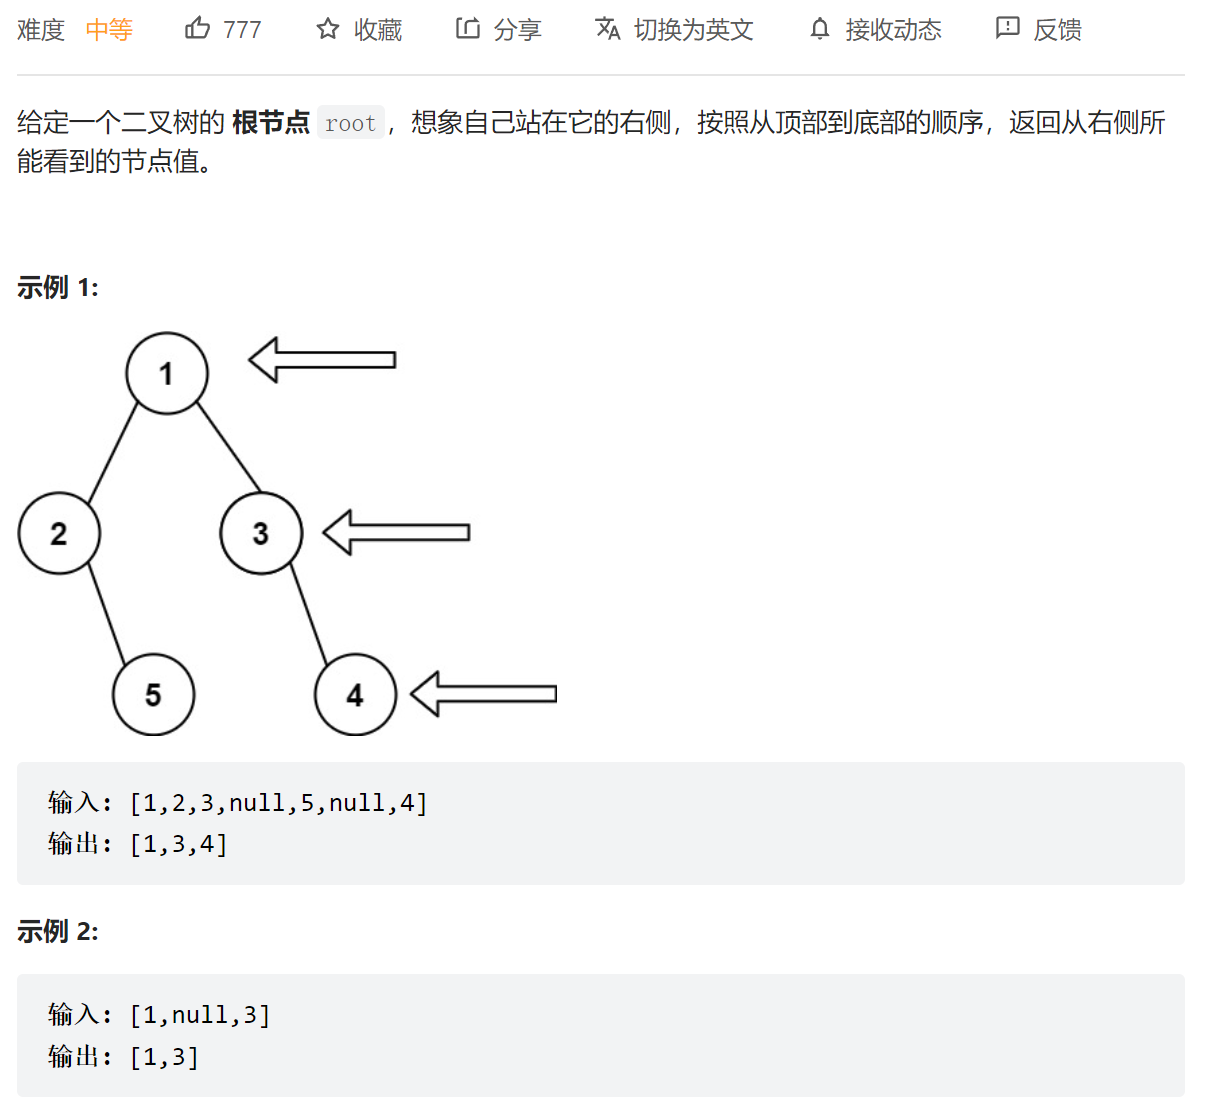 难度 中等 777 收藏 分享 切换为英文 接收动态 反馈
给定一个二叉树的 根节点 root，想象自己站在它的右侧，按照从顶部到底部的顺序，返回从右侧所
能看到的节点值。
示例 1:
1
2 3
5 4
输入：[1,2,3,null,5,null,4]
输出：[1,3,4]
示例 2:
输入：[1,null,3]
输出：[1,3]